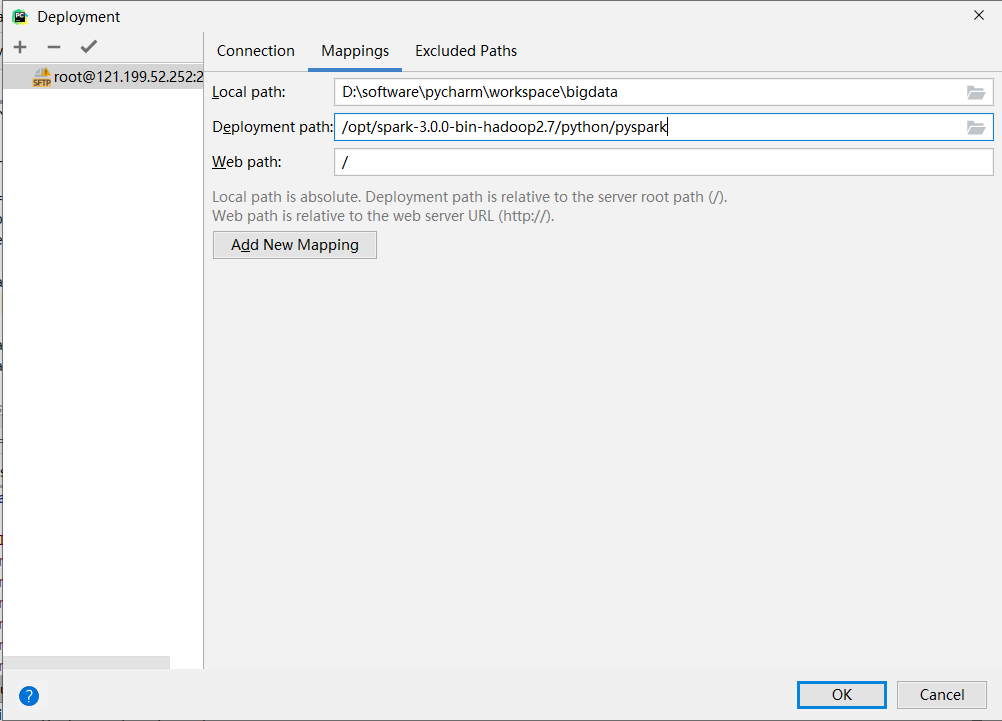 Deployment
Connection Mappings Excluded Paths
SFTP root@121.199.52.252:2
Local path: D:\software\pycharm\workspace\bigdata
Deployment path: /opt/spark-3.0.0-bin-hadoop2.7/python/pyspark
Web path: /
Local path is absolute. Deployment path is relative to the server root path (/).
Web path is relative to the web server URL (http://).
Add New Mapping
? OK Cancel